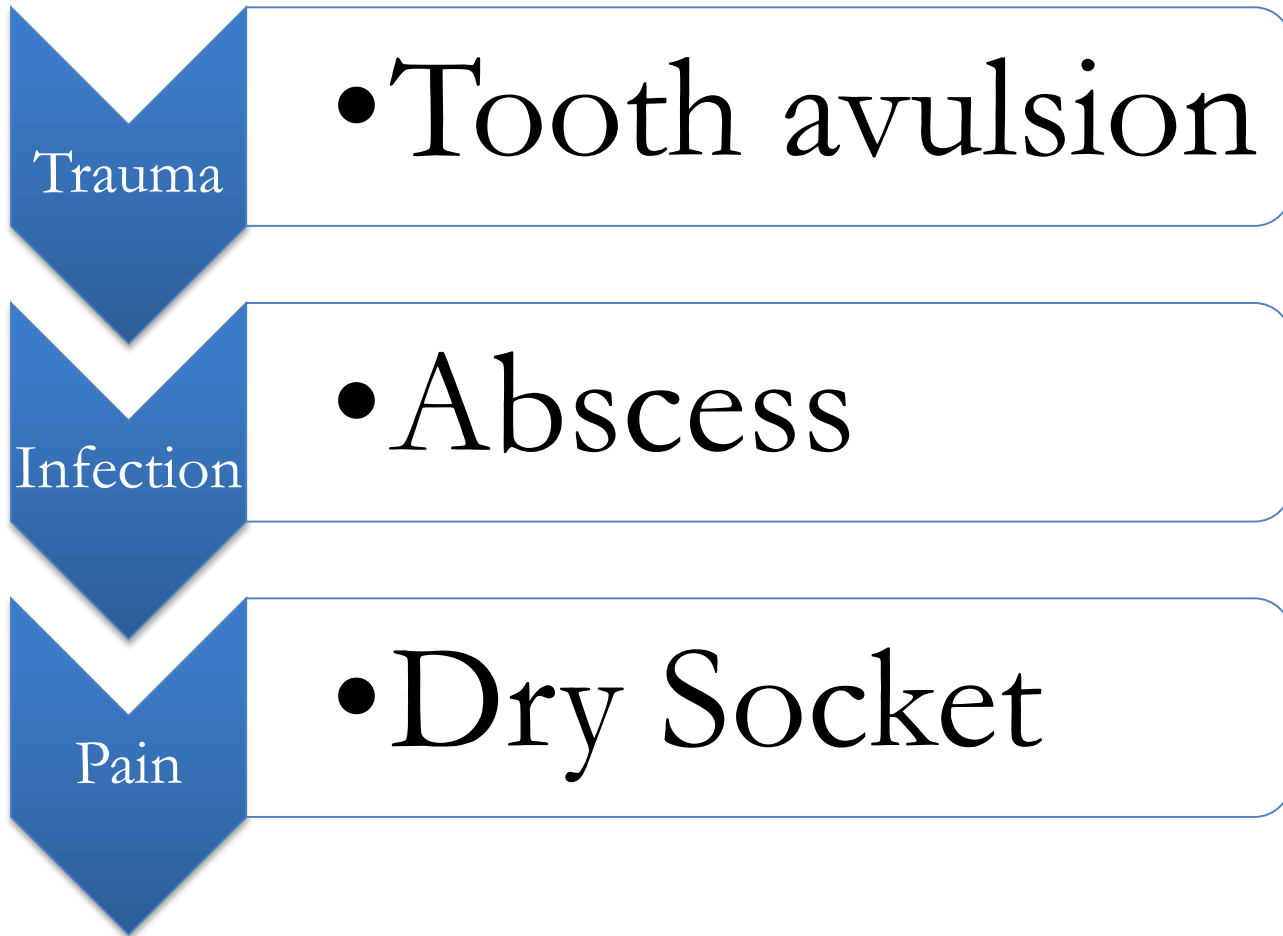 Trauma
•Tooth avulsion
Infection
•Abscess
Pain
•Dry Socket